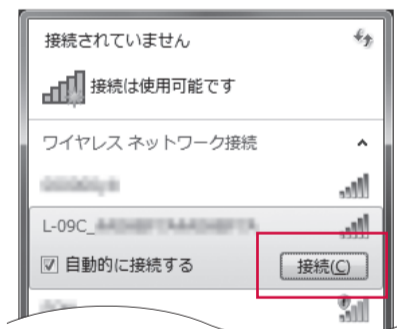 接続されていません
接続は使用可能です
ワイヤレス ネットワーク接続
L-09C_
自動的に接続する
接続(C)